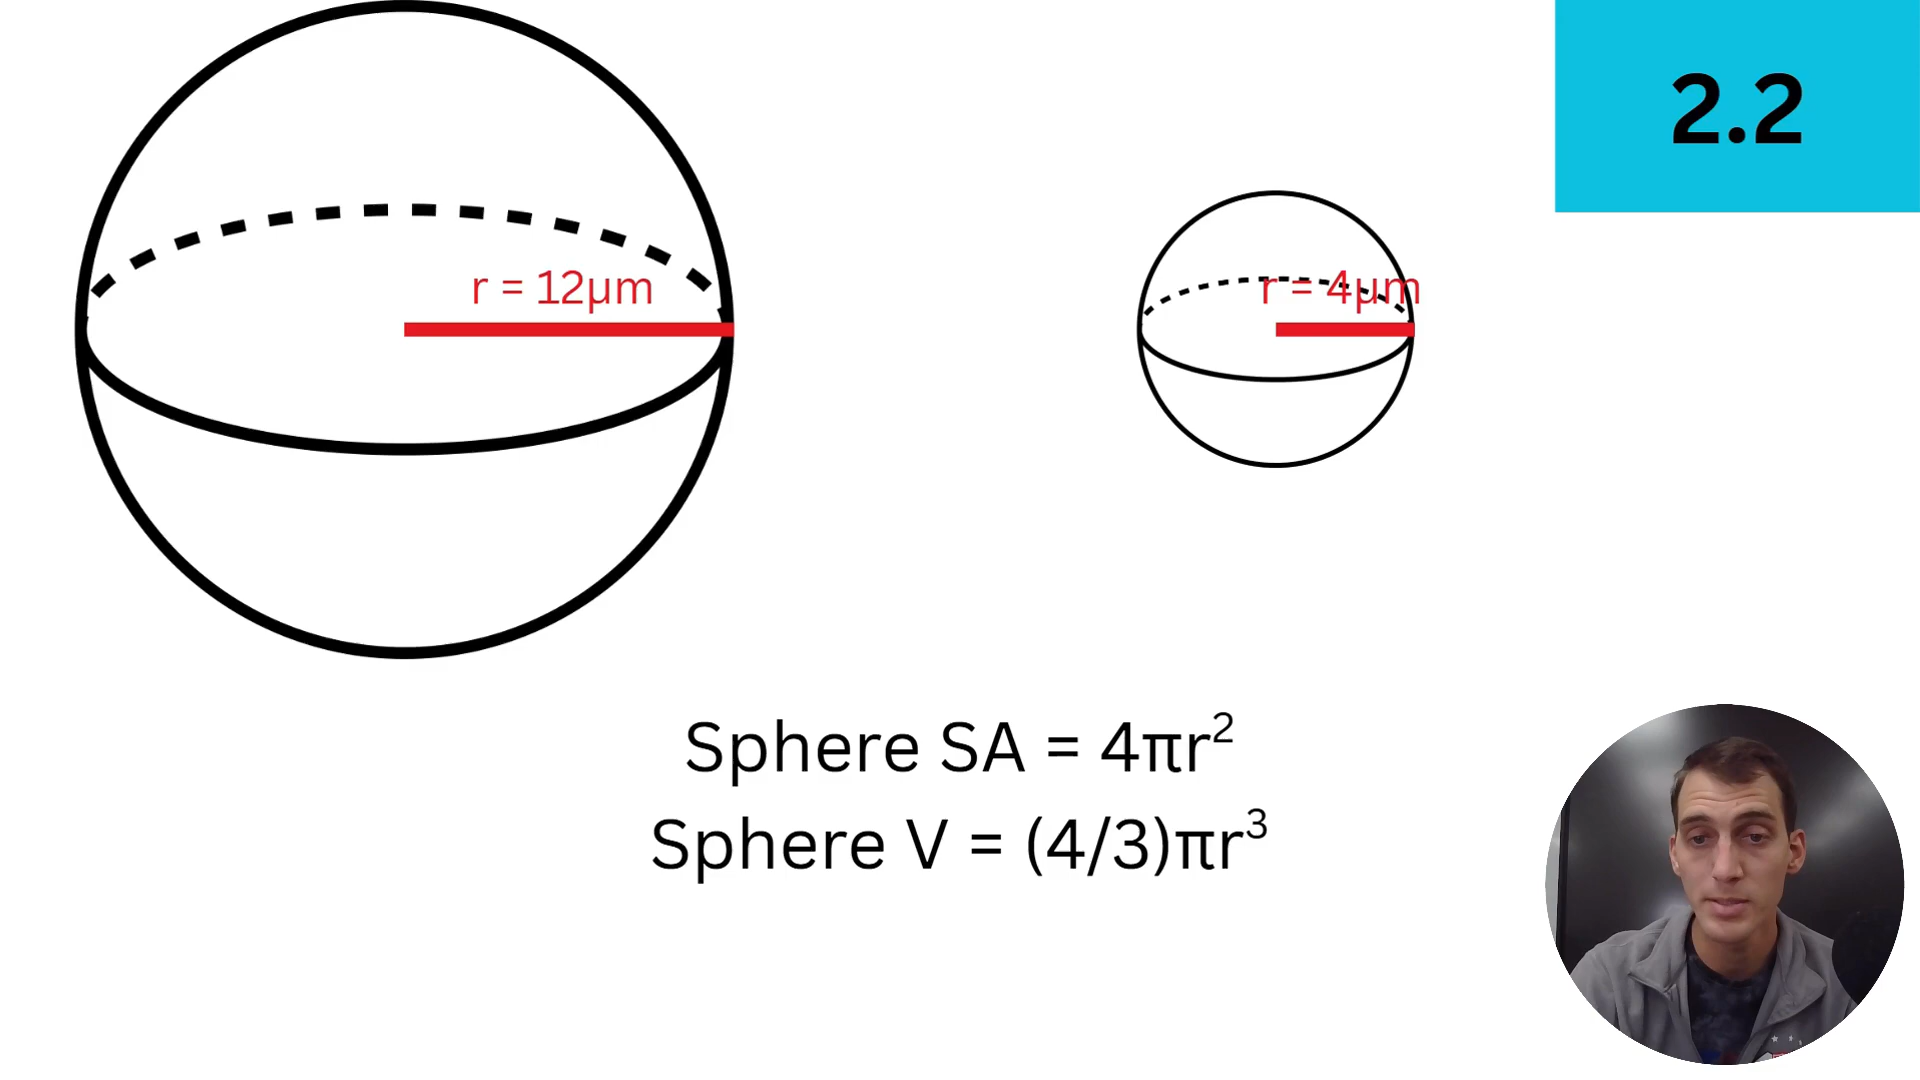 2.2
r = 12μm
r = 4μm
Sphere SA = 4πr²
Sphere V = (4/3)πr³